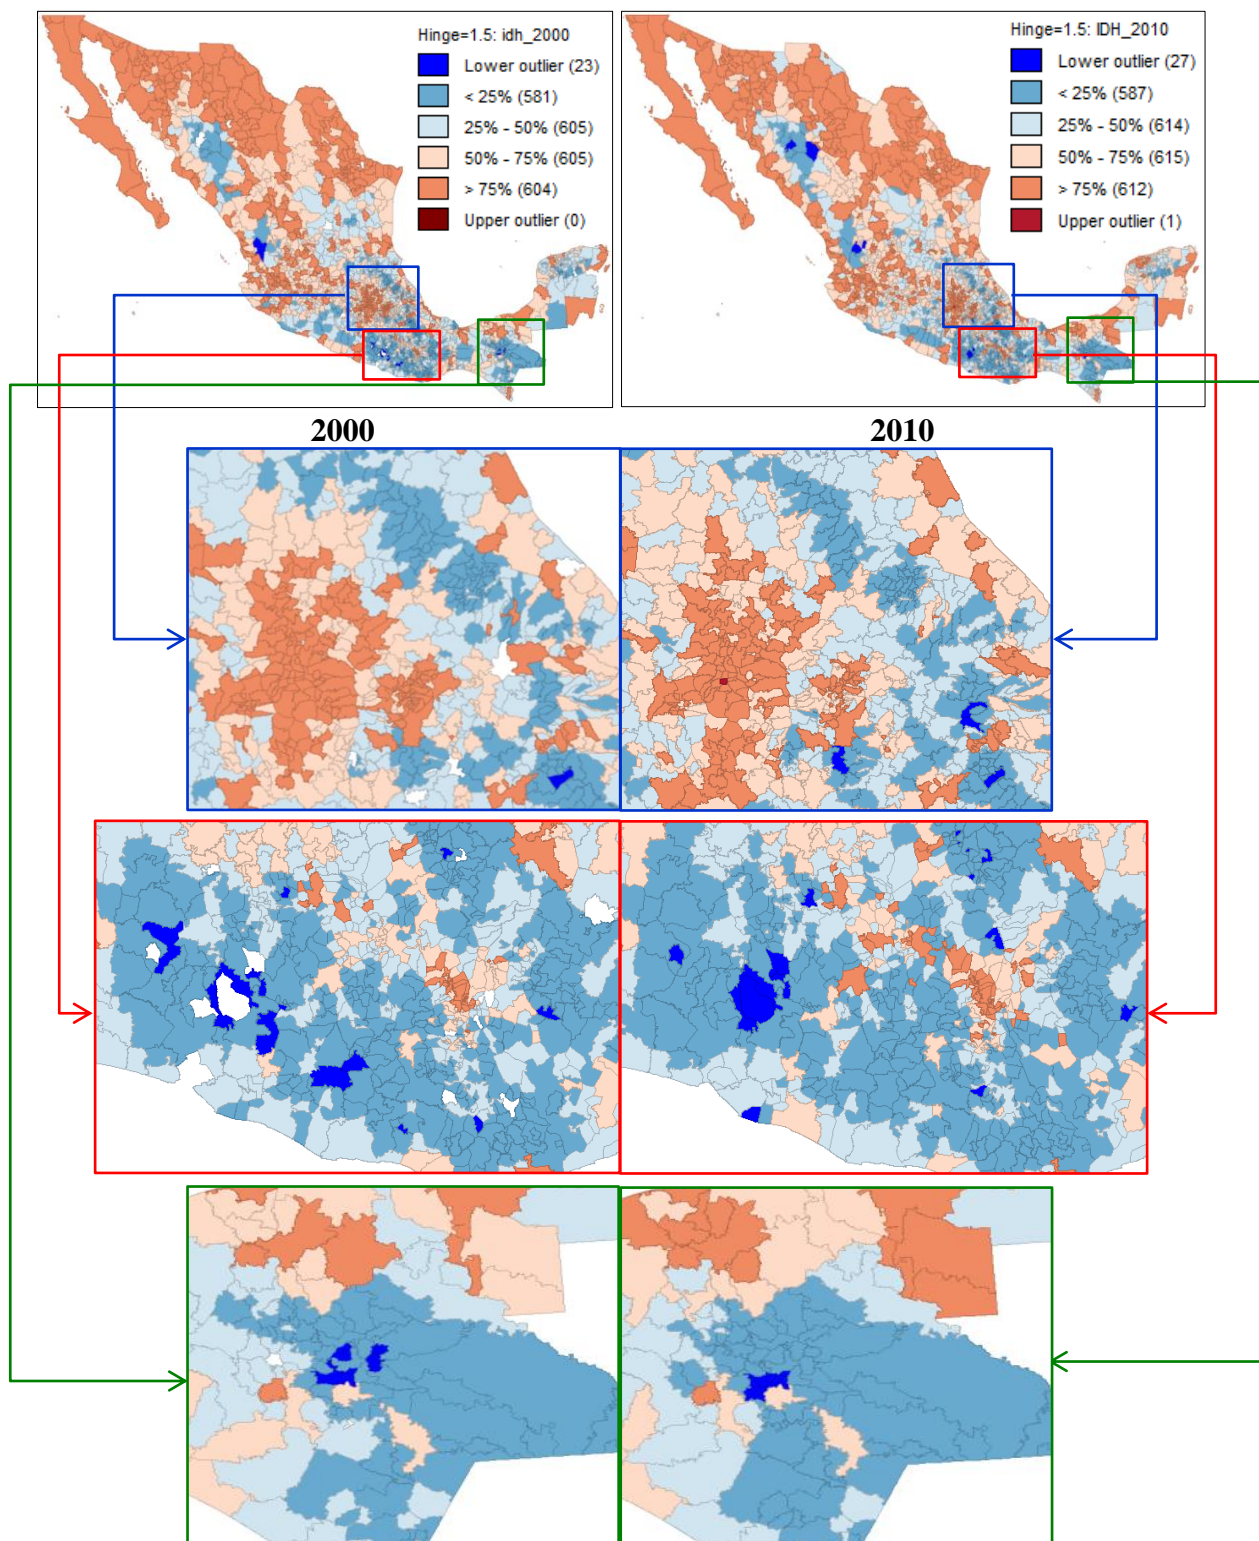 Hinge=1.5: idh_2000
Lower outlier (23)
< 25% (581)
25% - 50% (605)
50% - 75% (605)
> 75% (604)
Upper outlier (0)
Hinge=1.5: IDH_2010
Lower outlier (27)
< 25% (587)
25% - 50% (614)
50% - 75% (615)
> 75% (612)
Upper outlier (1)
2000
2010